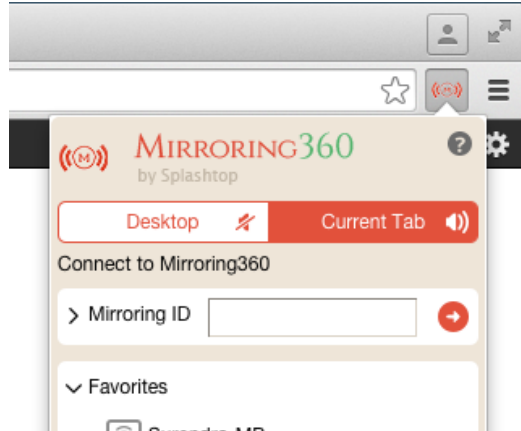 ((M)) MIRRORING360
by Splashtop
Desktop Current Tab
Connect to Mirroring360
Mirroring ID
Favorites